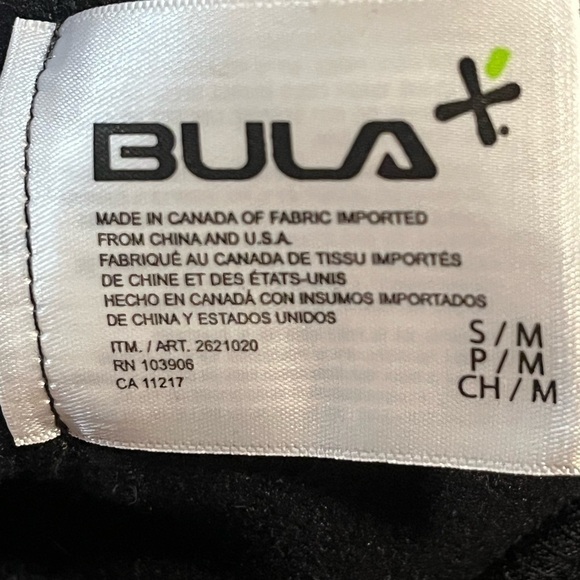 BULA
MADE IN CANADA OF FABRIC IMPORTED
FROM CHINA AND U.S.A.
FABRIQUÉ AU CANADA DE TISSU IMPORTÉS
DE CHINE ET DES ÉTATS-UNIS
HECHO EN CANADÁ CON INSUMOS IMPORTADOS
DE CHINA Y ESTADOS UNIDOS
ITM. / ART. 2621020
RN 103906
CA 11217
S / M
P / M
CH / M